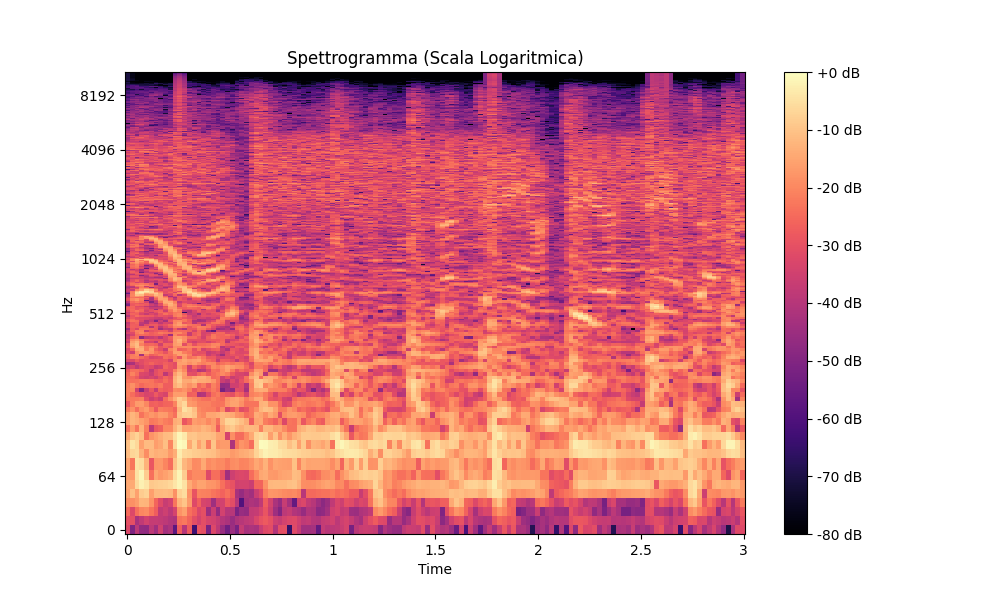 Spettrogramma (Scala Logaritmica)
Hz
8192
4096
2048
1024
512
256
128
64
0
0
0.5
1
1.5
2
2.5
3
Time
+0 dB
-10 dB
-20 dB
-30 dB
-40 dB
-50 dB
-60 dB
-70 dB
-80 dB